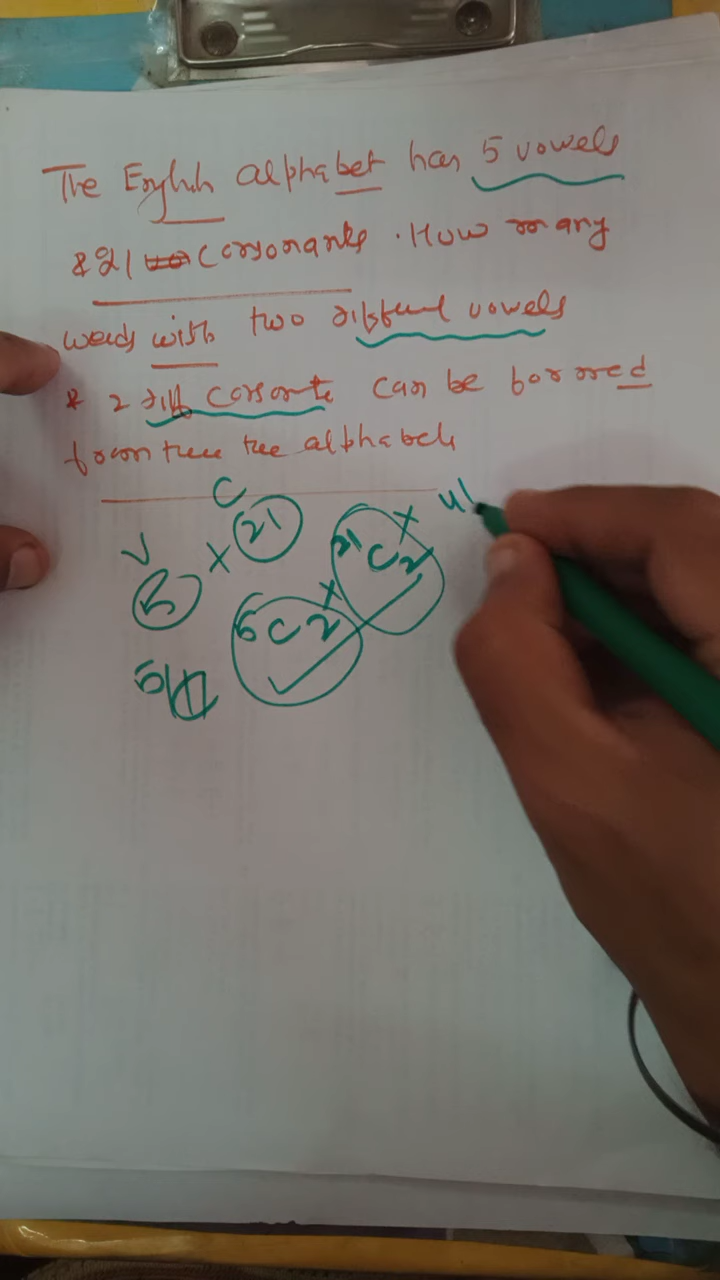 The English alphabet has 5 vowels
& 21 consonants. How many
words with two different vowels
& 2 diff consonants can be formed
from the alphabet
V C
5 × 21
5C2 × 21C2 × 4!